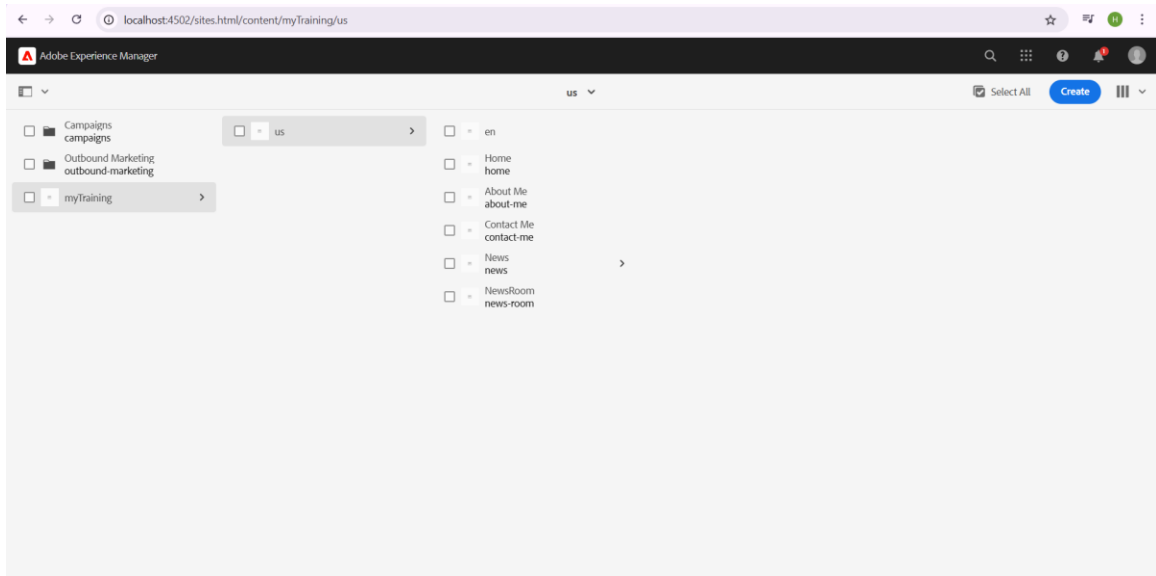 localhost:4502/sites.html/content/myTraining/us
H
Adobe Experience Manager
us
Select All
Create
Campaigns
campaigns
Outbound Marketing
outbound-marketing
myTraining
us
en
Home
home
About Me
about-me
Contact Me
contact-me
News
news
NewsRoom
news-room